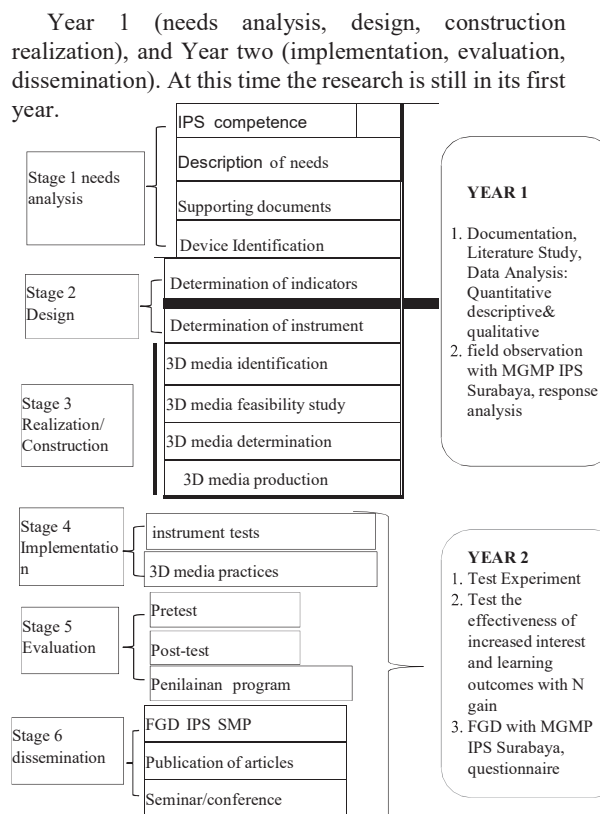 Year 1 (needs analysis, design, construction
realization), and Year two (implementation, evaluation,
dissemination). At this time the research is still in its first
year.
Stage 1 needs
analysis
IPS competence
Description of needs
Supporting documents
Device Identification
Stage 2
Design
Determination of indicators
Determination of instrument
Stage 3
Realization/
Construction
3D media identification
3D media feasibility study
3D media determination
3D media production
YEAR 1
1. Documentation,
Literature Study,
Data Analysis:
Quantitative
descriptive&
qualitative
2. field observation
with MGMP IPS
Surabaya, response
analysis
Stage 4
Implementatio
n
instrument tests
3D media practices
Stage 5
Evaluation
Pretest
Post-test
Penilainan program
Stage 6
dissemination
FGD IPS SMP
Publication of articles
Seminar/conference
YEAR 2
1. Test Experiment
2. Test the
effectiveness of
increased interest
and learning
outcomes with N
gain
3. FGD with MGMP
IPS Surabaya,
questionnaire